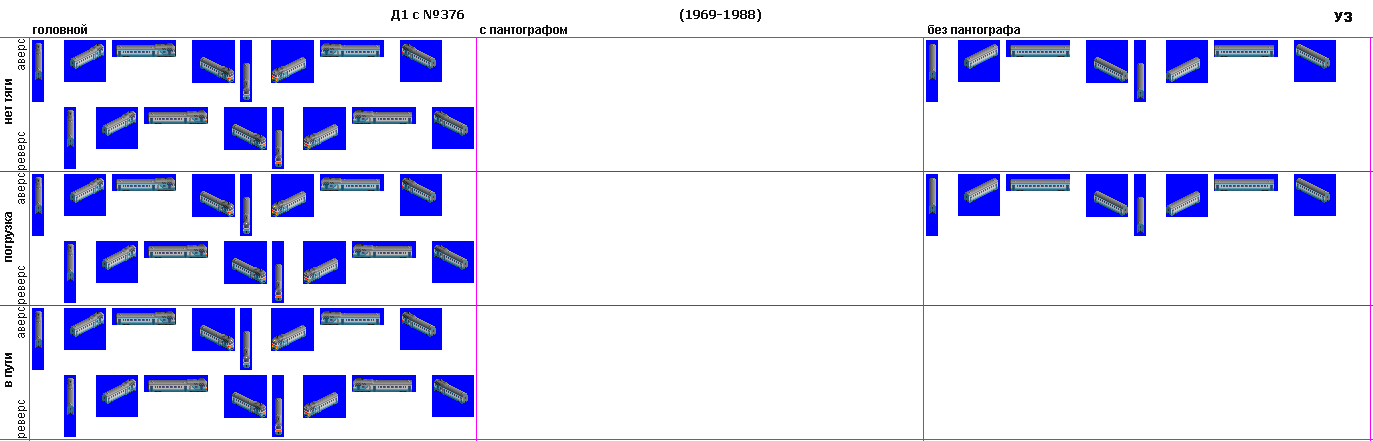 Д1 с №376 (1969-1988) УЗ
головной с пантографом без пантографа
нет тяги
аверс
реверс
погрузка
аверс
реверс
в пути
аверс
реверс